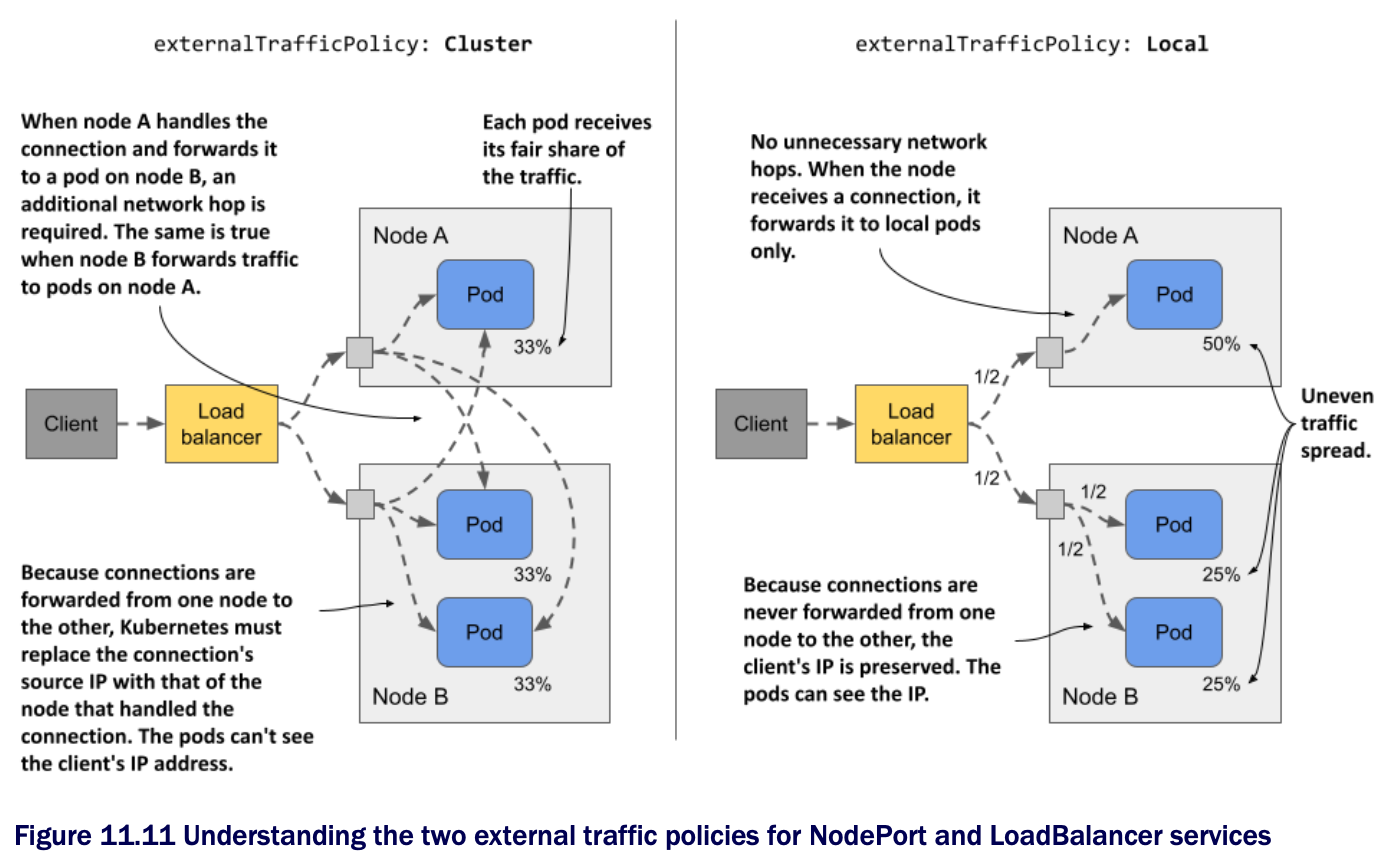 externalTrafficPolicy: Cluster
When node A handles the
connection and forwards it
to a pod on node B, an
additional network hop is
required. The same is true
when node B forwards traffic
to pods on node A.
Each pod receives
its fair share of
the traffic.
Node A
Pod
33%
Client
Load
balancer
Pod
33%
Pod
33%
Node B
Because connections are
forwarded from one node to
the other, Kubernetes must
replace the connection's
source IP with that of the
node that handled the
connection. The pods can't see
the client's IP address.
externalTrafficPolicy: Local
No unnecessary network
hops. When the node
receives a connection, it
forwards it to local pods
only.
Node A
Pod
50%
1/2
Client
Load
balancer
1/2
Uneven
traffic
spread.
1/2
Pod
1/2
25%
Pod
25%
Node B
Because connections are
never forwarded from one
node to the other, the
client's IP is preserved. The
pods can see the IP.
Figure 11.11 Understanding the two external traffic policies for NodePort and LoadBalancer services